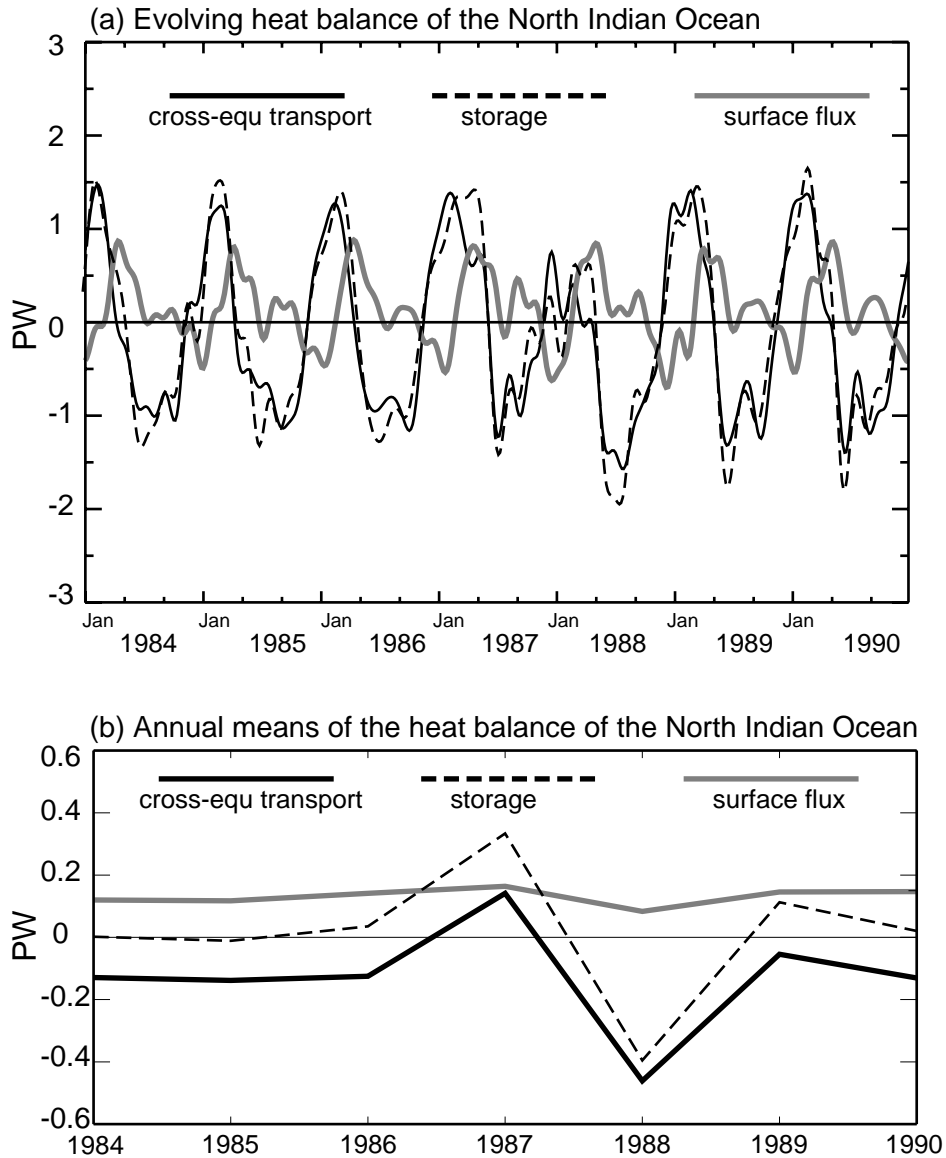 (a) Evolving heat balance of the North Indian Ocean
3
cross-equ transport storage surface flux
2
1
PW
0
-1
-2
-3
Jan Jan Jan Jan Jan Jan Jan
1984 1985 1986 1987 1988 1989 1990
(b) Annual means of the heat balance of the North Indian Ocean
0.6
cross-equ transport storage surface flux
0.4
0.2
PW
0
-0.2
-0.4
-0.6
1984 1985 1986 1987 1988 1989 1990